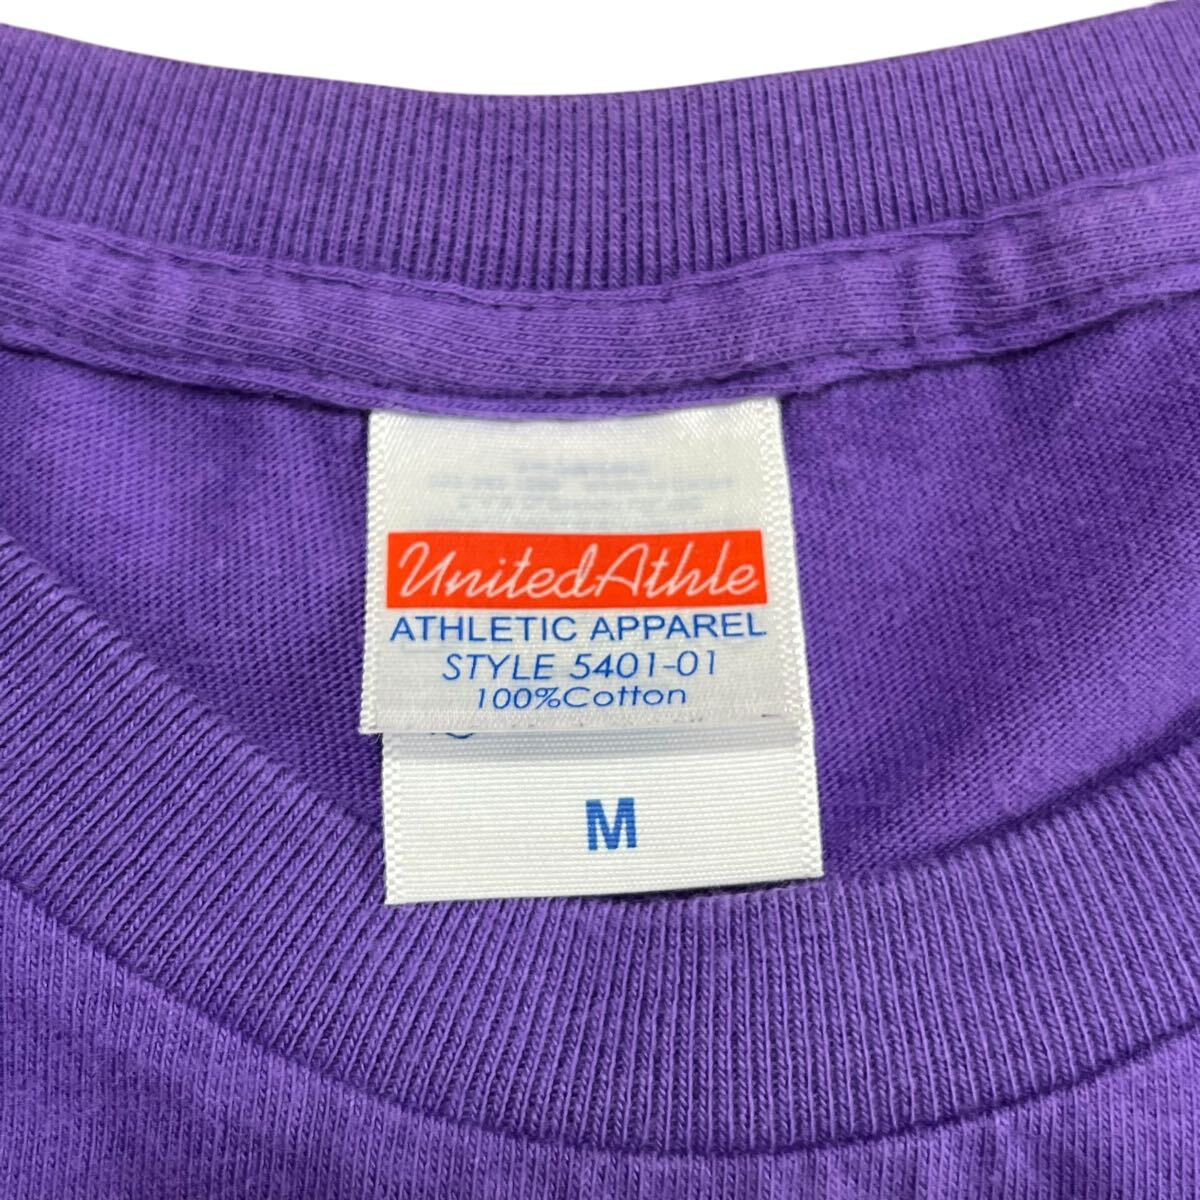 UnitedAthle
ATHLETIC APPAREL
STYLE 5401-01
100%Cotton
M